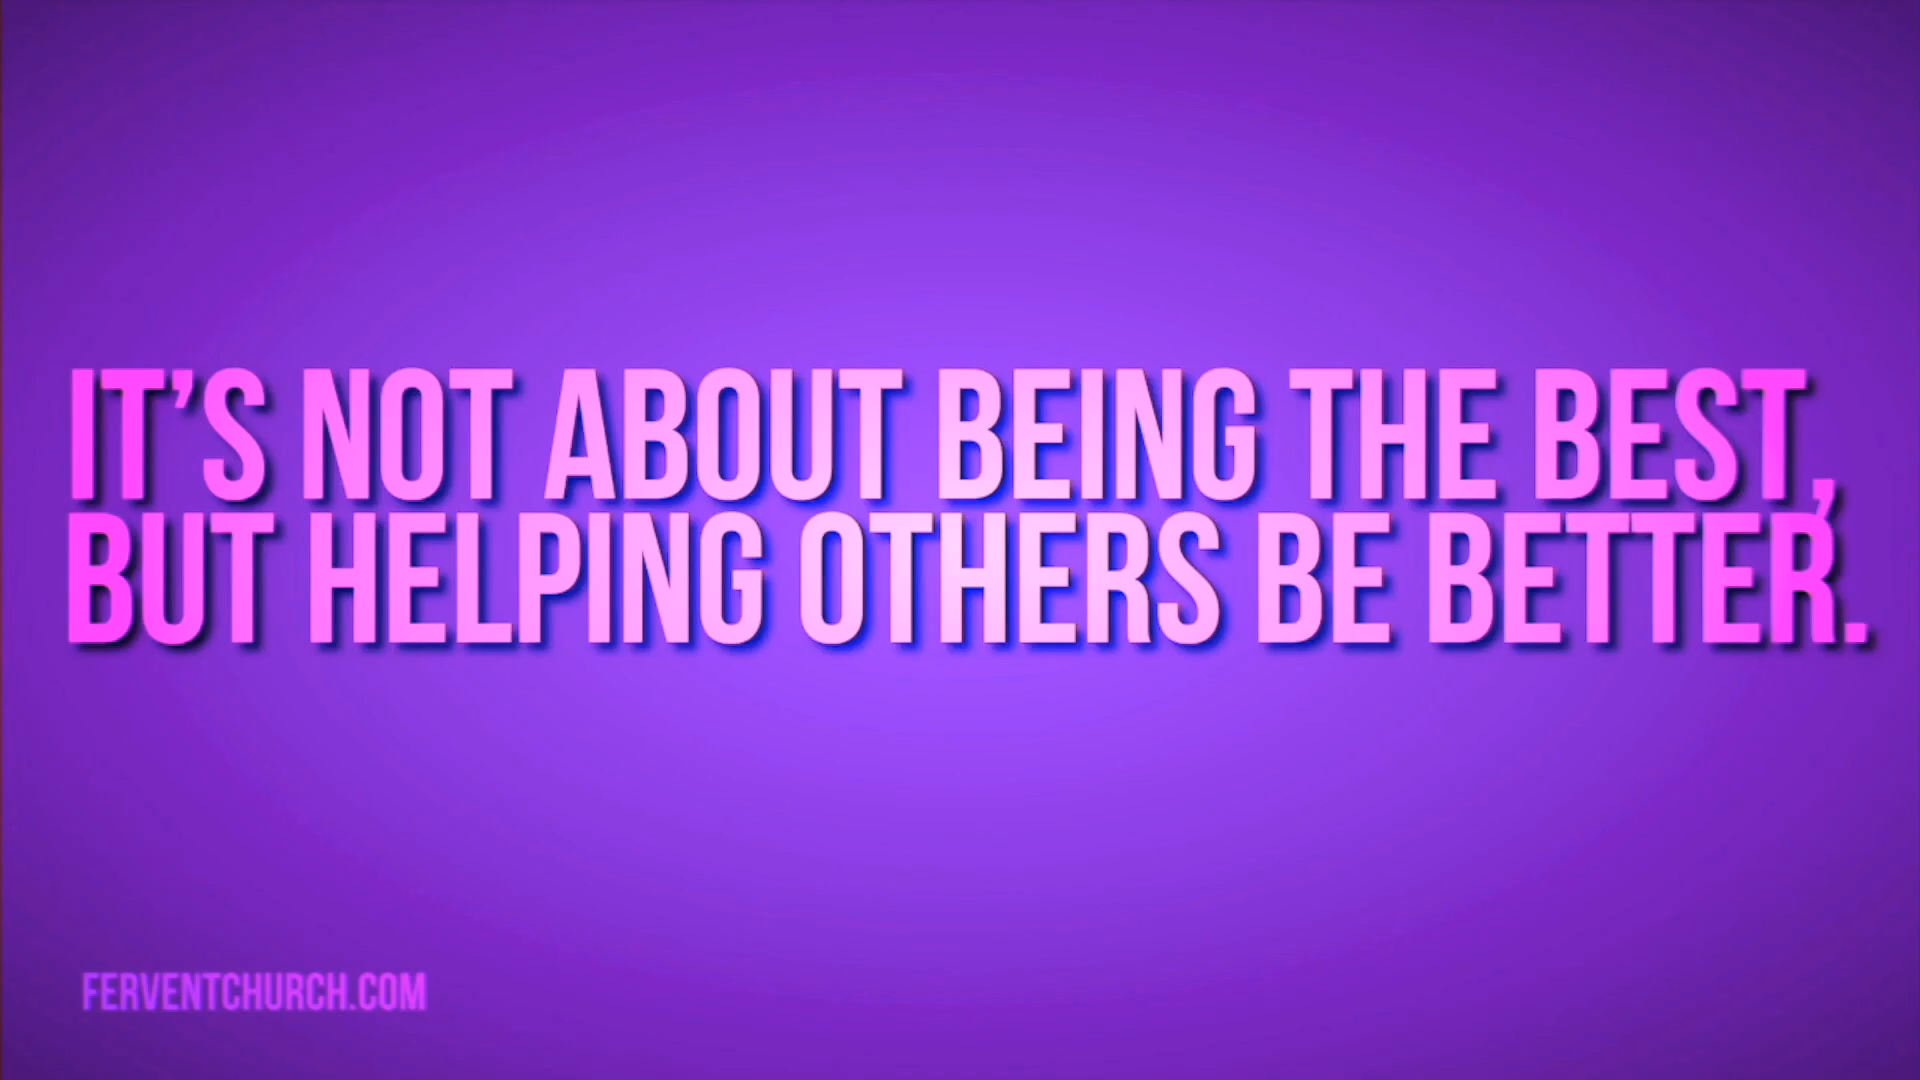 IT’S NOT ABOUT BEING THE BEST,
BUT HELPING OTHERS BE BETTER.
FERVENTCHURCH.COM